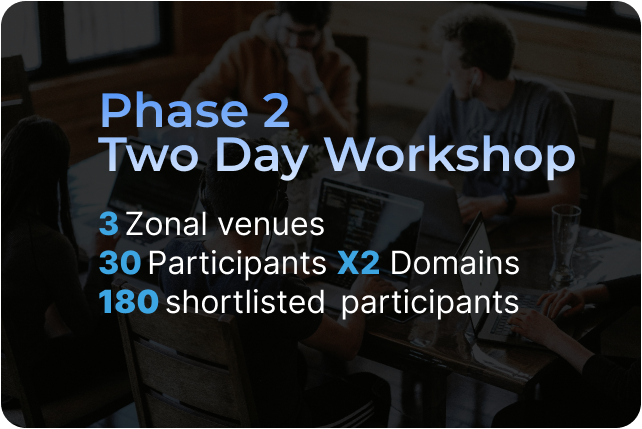 Phase 2
Two Day Workshop
3 Zonal venues
30 Participants X2 Domains
180 shortlisted participants